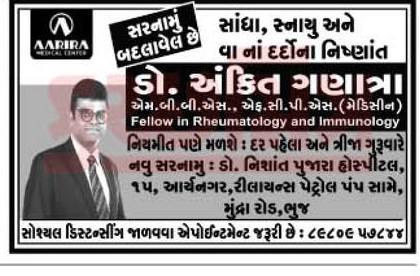 AARIRA
MEDICAL CENTER
સરનામું
બદલાવેલ છે
સાંધા, સ્નાયુ અને
વા નાં દર્દોના નિષ્ણાંત
ડો. અંકિત ગણાત્રા
એમ.બી.બી.એસ., એફ.સી.પી.એસ.(મેડિસીન)
Fellow in Rheumatology and Immunology
નિયમીત પણે મળશે : દર પહેલા અને ત્રીજા ગુરૂવારે
નવુ સરનામુ : ડો. નિશાંત પુજારા હોસ્પીટલ,
૧૫, આર્યનગર,રીલાયન્સ પેટ્રોલ પંપ સામે,
મુંદ્રા રોડ,ભુજ
સોશ્યલ ડિસ્ટન્સીંગ જાળવવા એપોઈન્ટમેન્ટ જરૂરી છે : ૮૯૮૦૯ ૫૭૮૪૪